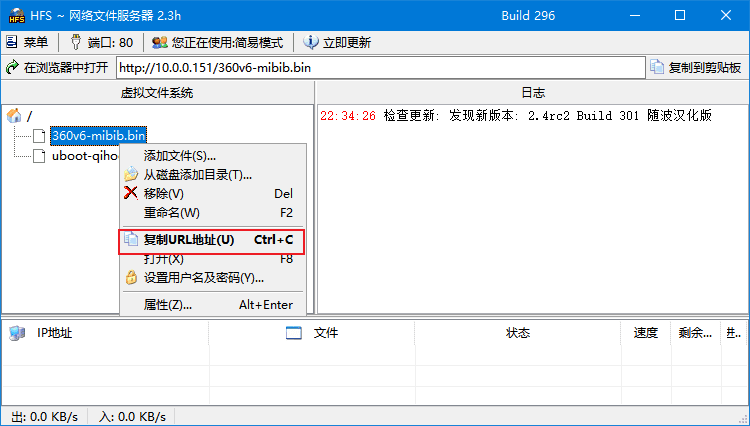 HFS ~ 网络文件服务器 2.3h Build 296
菜单 端口: 80 您正在使用:简易模式 立即更新
在浏览器中打开 http://10.0.0.151/360v6-mibib.bin 复制到剪贴板
虚拟文件系统 日志
/
22:34:26 检查更新: 发现新版本: 2.4rc2 Build 301 随波汉化版
360v6-mibib.bin
uboot-qiho
添加文件(S)...
从磁盘添加目录(T)...
移除(V) Del
重命名(W) F2
复制URL地址(U) Ctrl+C
打开(X) F8
设置用户名及密码(Y)...
属性(Z)... Alt+Enter
IP地址 文件 状态 速度 剩余...
出: 0.0 KB/s 入: 0.0 KB/s